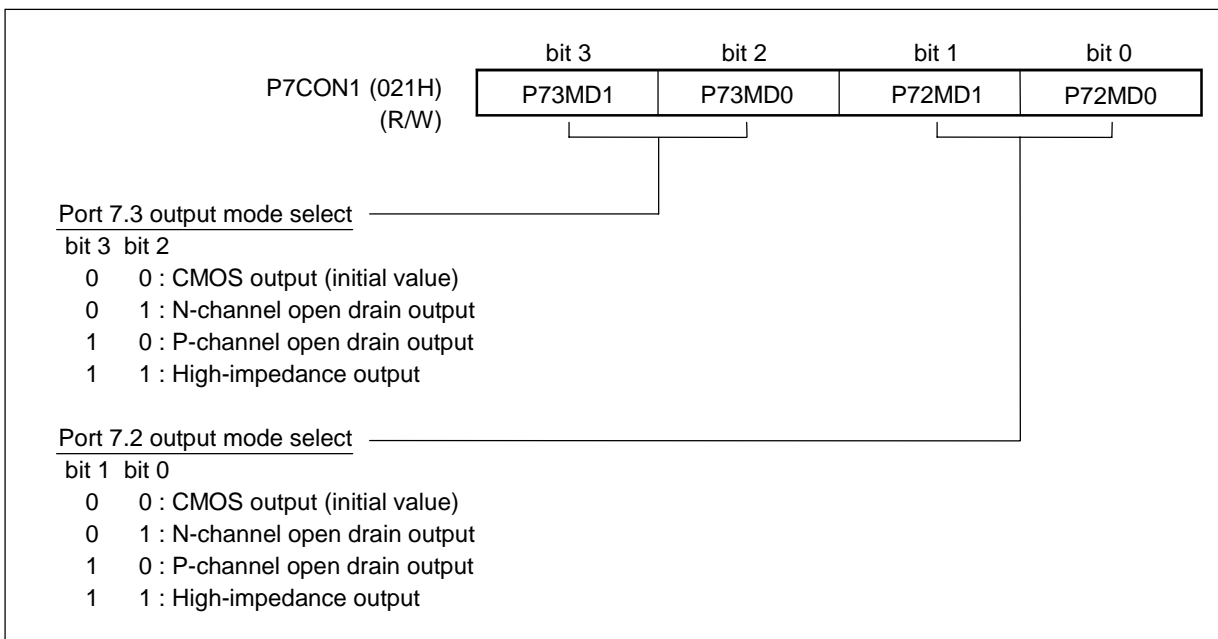 bit 3 bit 2 bit 1 bit 0
P7CON1 (021H) P73MD1 P73MD0 P72MD1 P72MD0
(R/W)
Port 7.3 output mode select
bit 3 bit 2
0 0 : CMOS output (initial value)
0 1 : N-channel open drain output
1 0 : P-channel open drain output
1 1 : High-impedance output
Port 7.2 output mode select
bit 1 bit 0
0 0 : CMOS output (initial value)
0 1 : N-channel open drain output
1 0 : P-channel open drain output
1 1 : High-impedance output